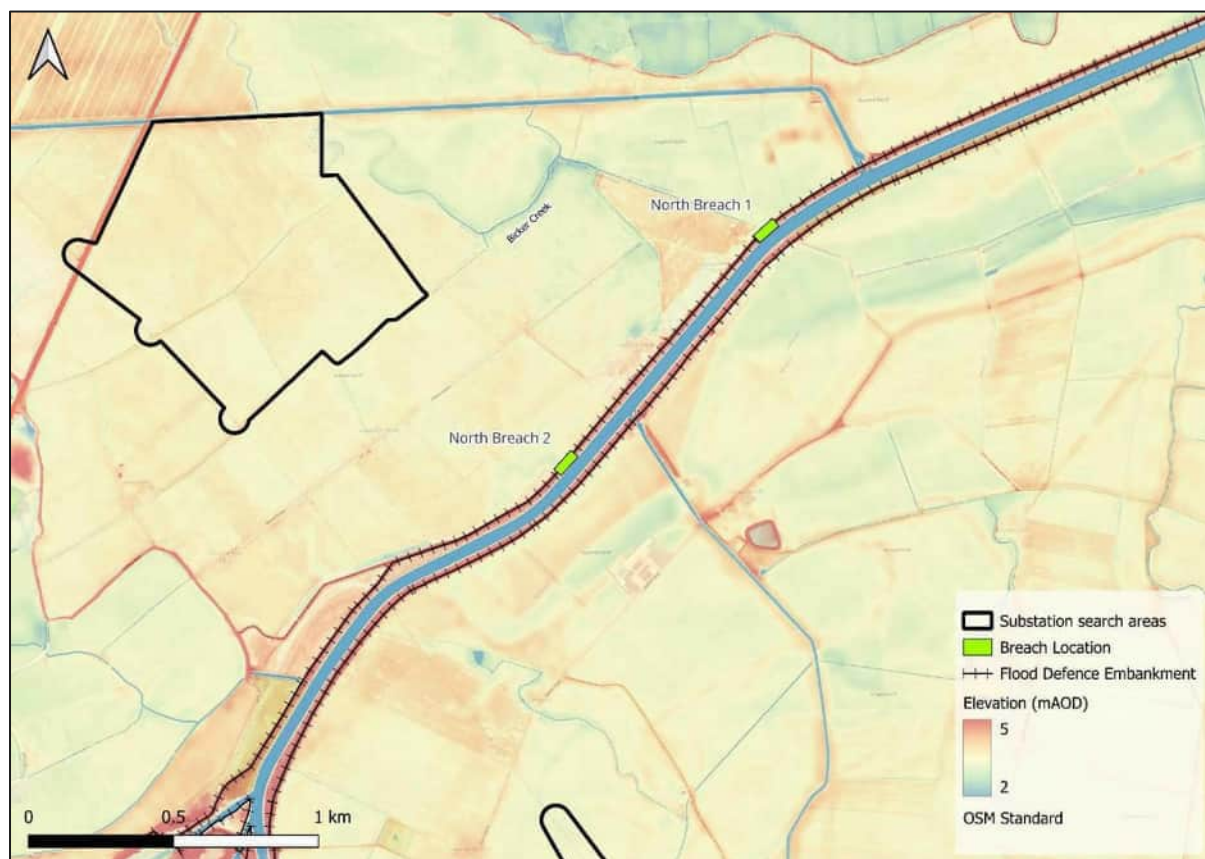 North Breach 1
Bicker Creek
North Breach 2
Substation search areas
Breach Location
Flood Defence Embankment
Elevation (mAOD)
5
2
OSM Standard
0
0.5
1 km